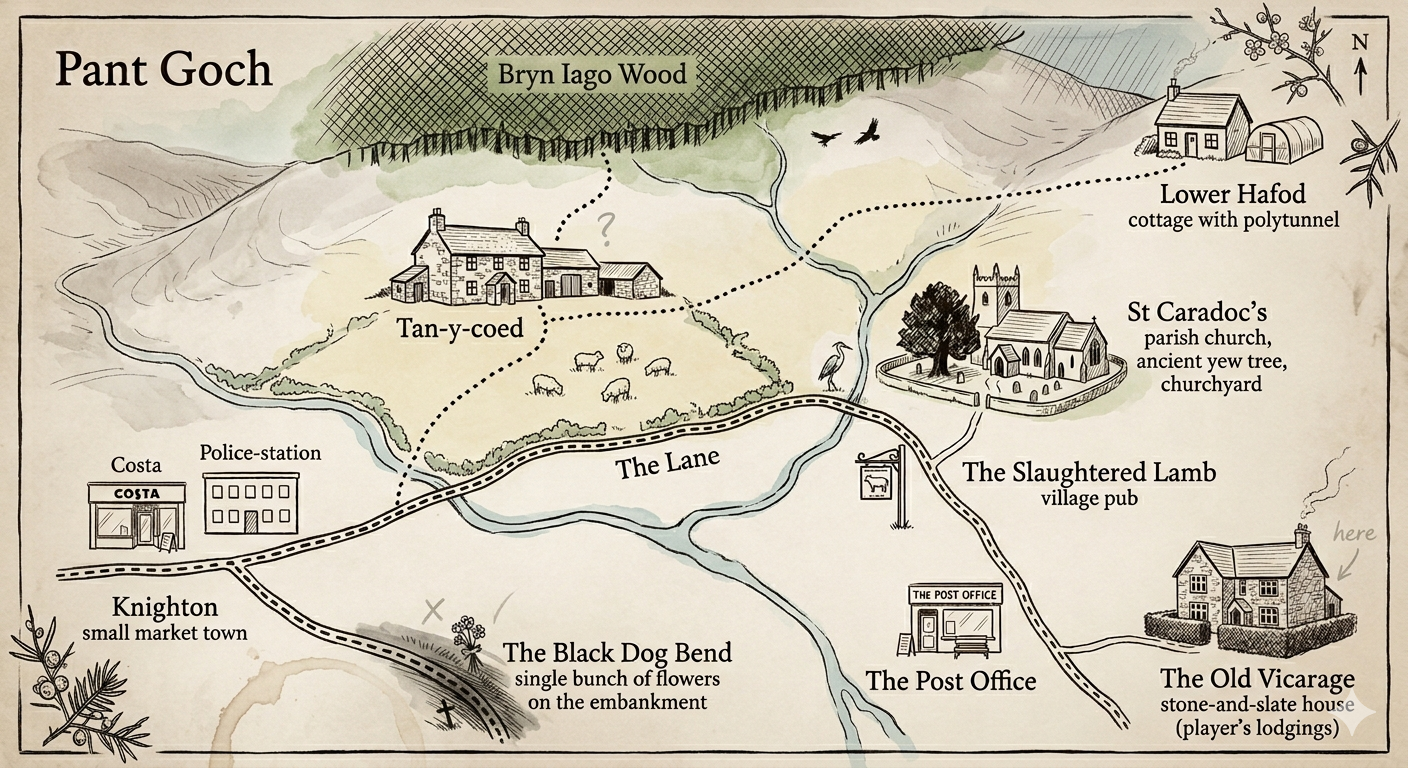 Pant Goch
Bryn Iago Wood
N
Lower Hafod
cottage with polytunnel
?
Tan-y-coed
St Caradoc's
parish church,
ancient yew tree,
churchyard
Costa
COSTA
Police-station
The Lane
The Slaughtered Lamb
village pub
here
Knighton
small market town
X
The Black Dog Bend
single bunch of flowers
on the embankment
THE POST OFFICE
The Post Office
The Old Vicarage
stone-and-slate house
(player's lodgings)